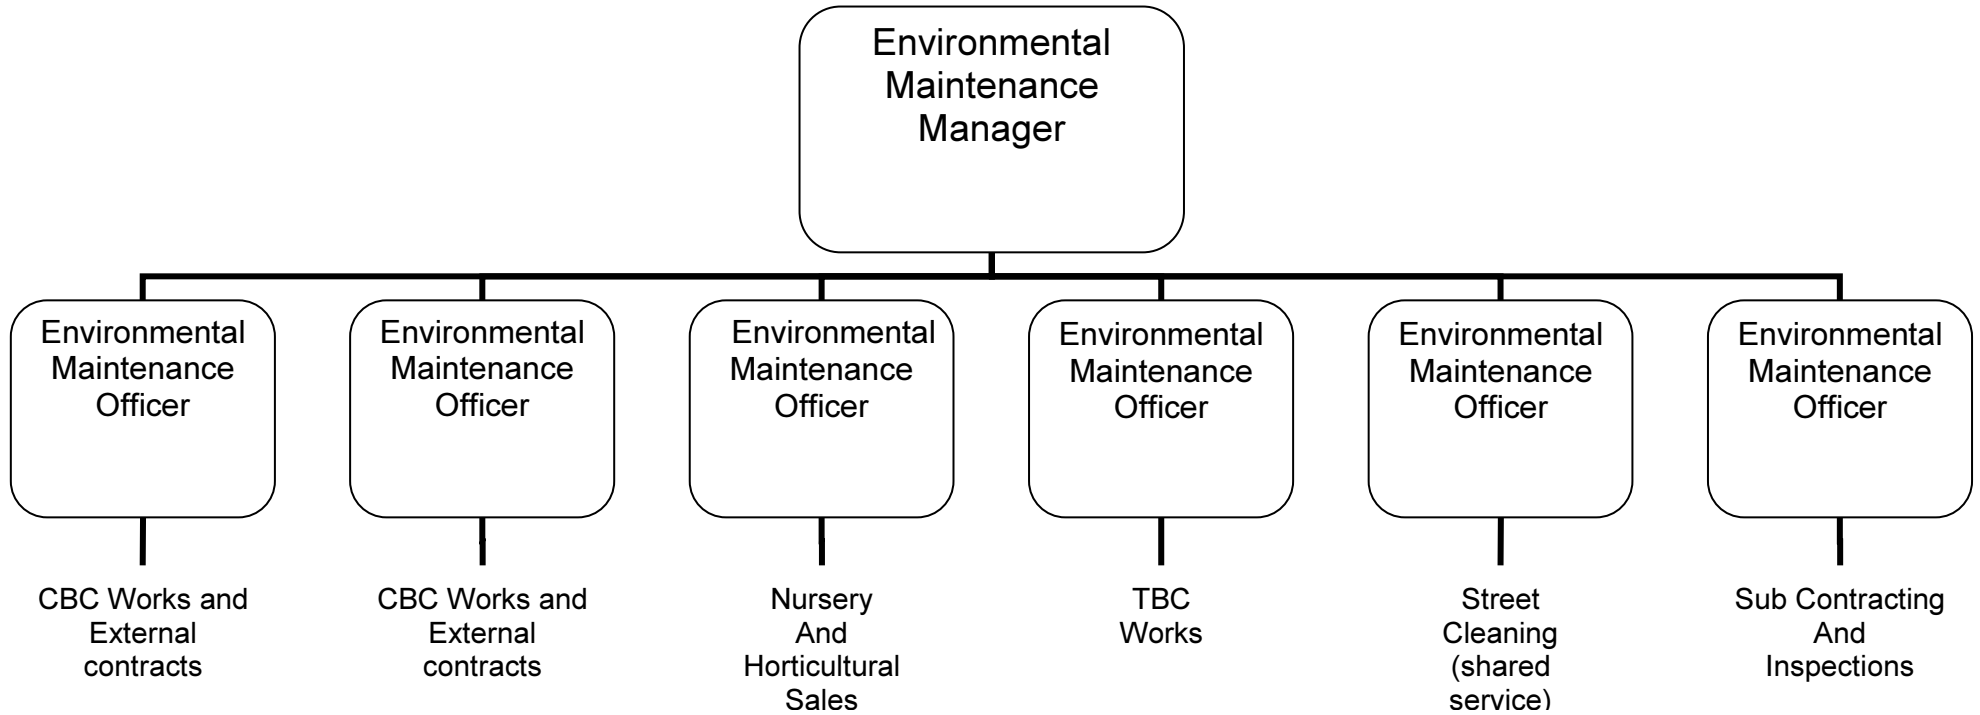 Environmental
Maintenance
Manager
Environmental
Maintenance
Officer
Environmental
Maintenance
Officer
Environmental
Maintenance
Officer
Environmental
Maintenance
Officer
Environmental
Maintenance
Officer
Environmental
Maintenance
Officer
CBC Works and
External
contracts
CBC Works and
External
contracts
Nursery
And
Horticultural
Sales
TBC
Works
Street
Cleaning
(shared
service)
Sub Contracting
And
Inspections